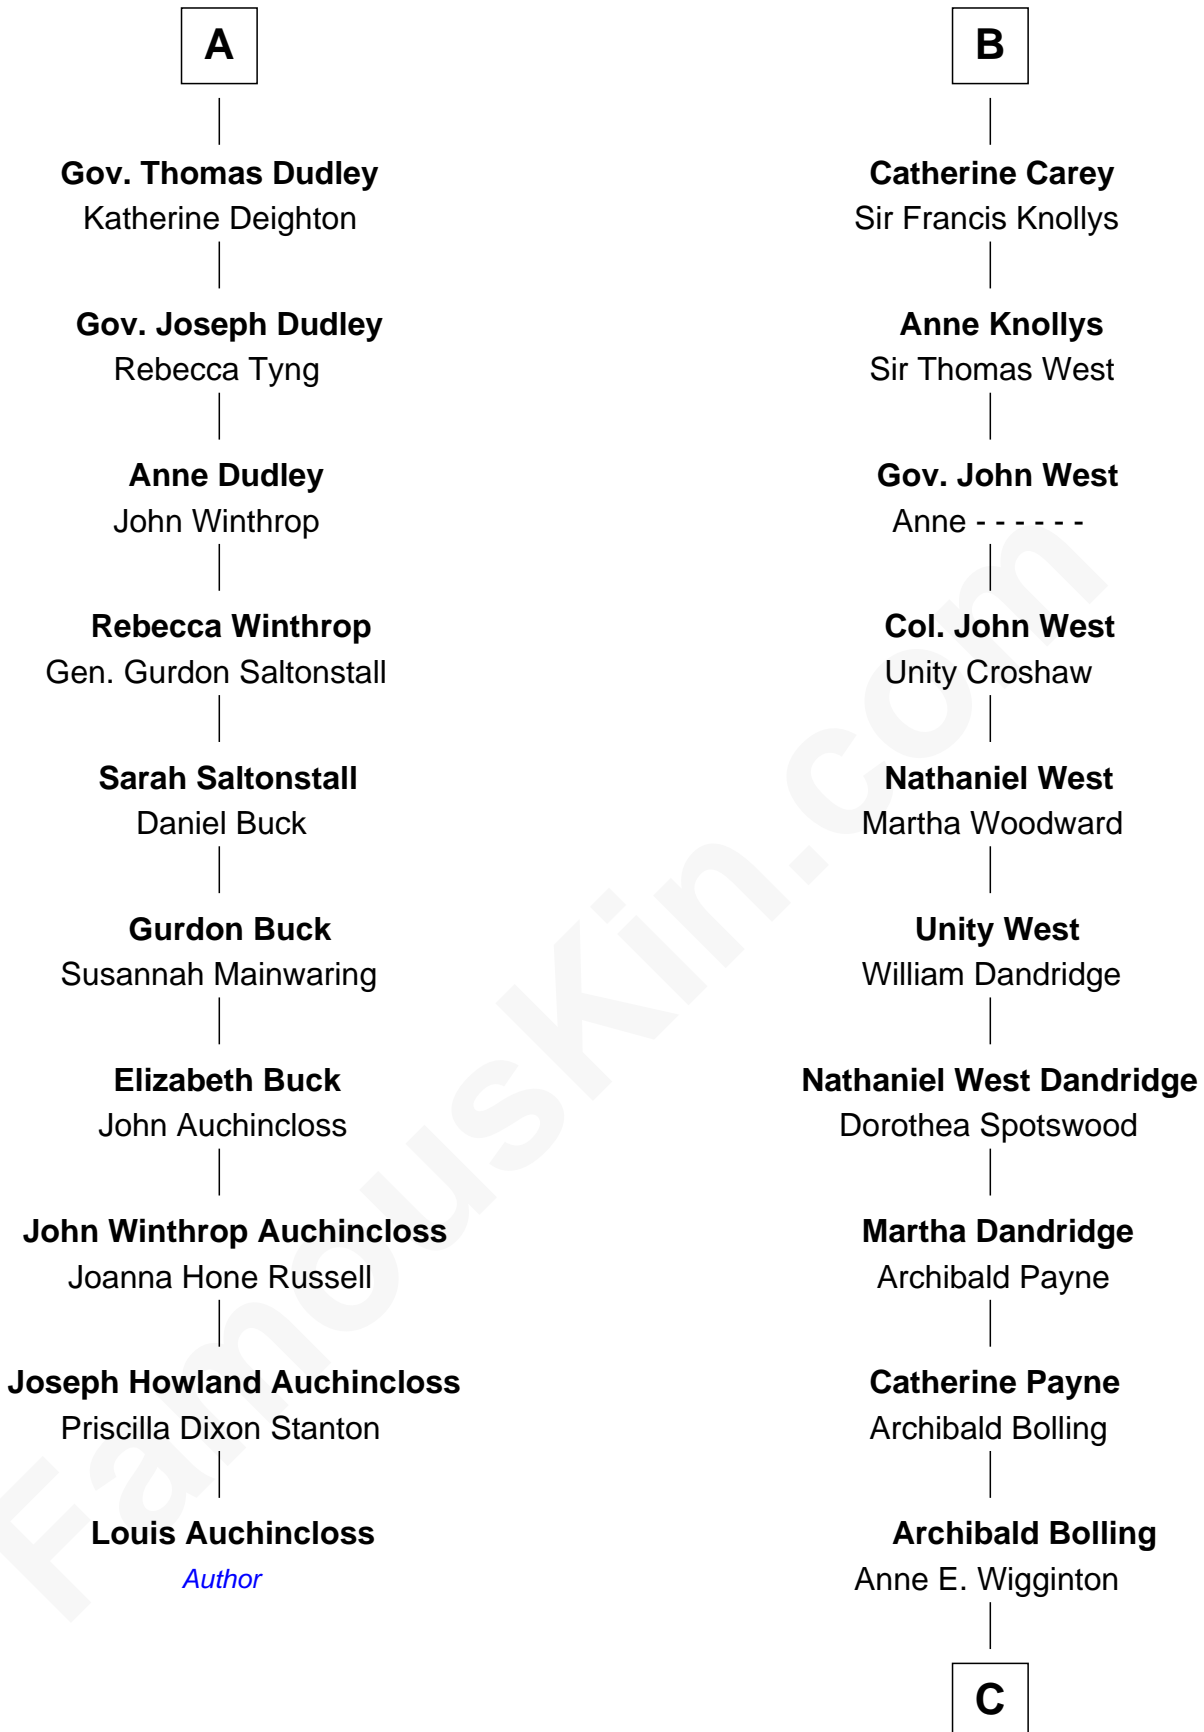 A
Gov. Thomas Dudley
Katherine Deighton
Gov. Joseph Dudley
Rebecca Tyng
Anne Dudley
John Winthrop
Rebecca Winthrop
Gen. Gurdon Saltonstall
Sarah Saltonstall
Daniel Buck
Gurdon Buck
Susannah Mainwaring
Elizabeth Buck
John Auchincloss
John Winthrop Auchincloss
Joanna Hone Russell
Joseph Howland Auchincloss
Priscilla Dixon Stanton
Louis Auchincloss
Author
B
Catherine Carey
Sir Francis Knollys
Anne Knollys
Sir Thomas West
Gov. John West
Anne - - - - - -
Col. John West
Unity Croshaw
Nathaniel West
Martha Woodward
Unity West
William Dandridge
Nathaniel West Dandridge
Dorothea Spotswood
Martha Dandridge
Archibald Payne
Catherine Payne
Archibald Bolling
Archibald Bolling
Anne E. Wigginton
C
FamousKin.com